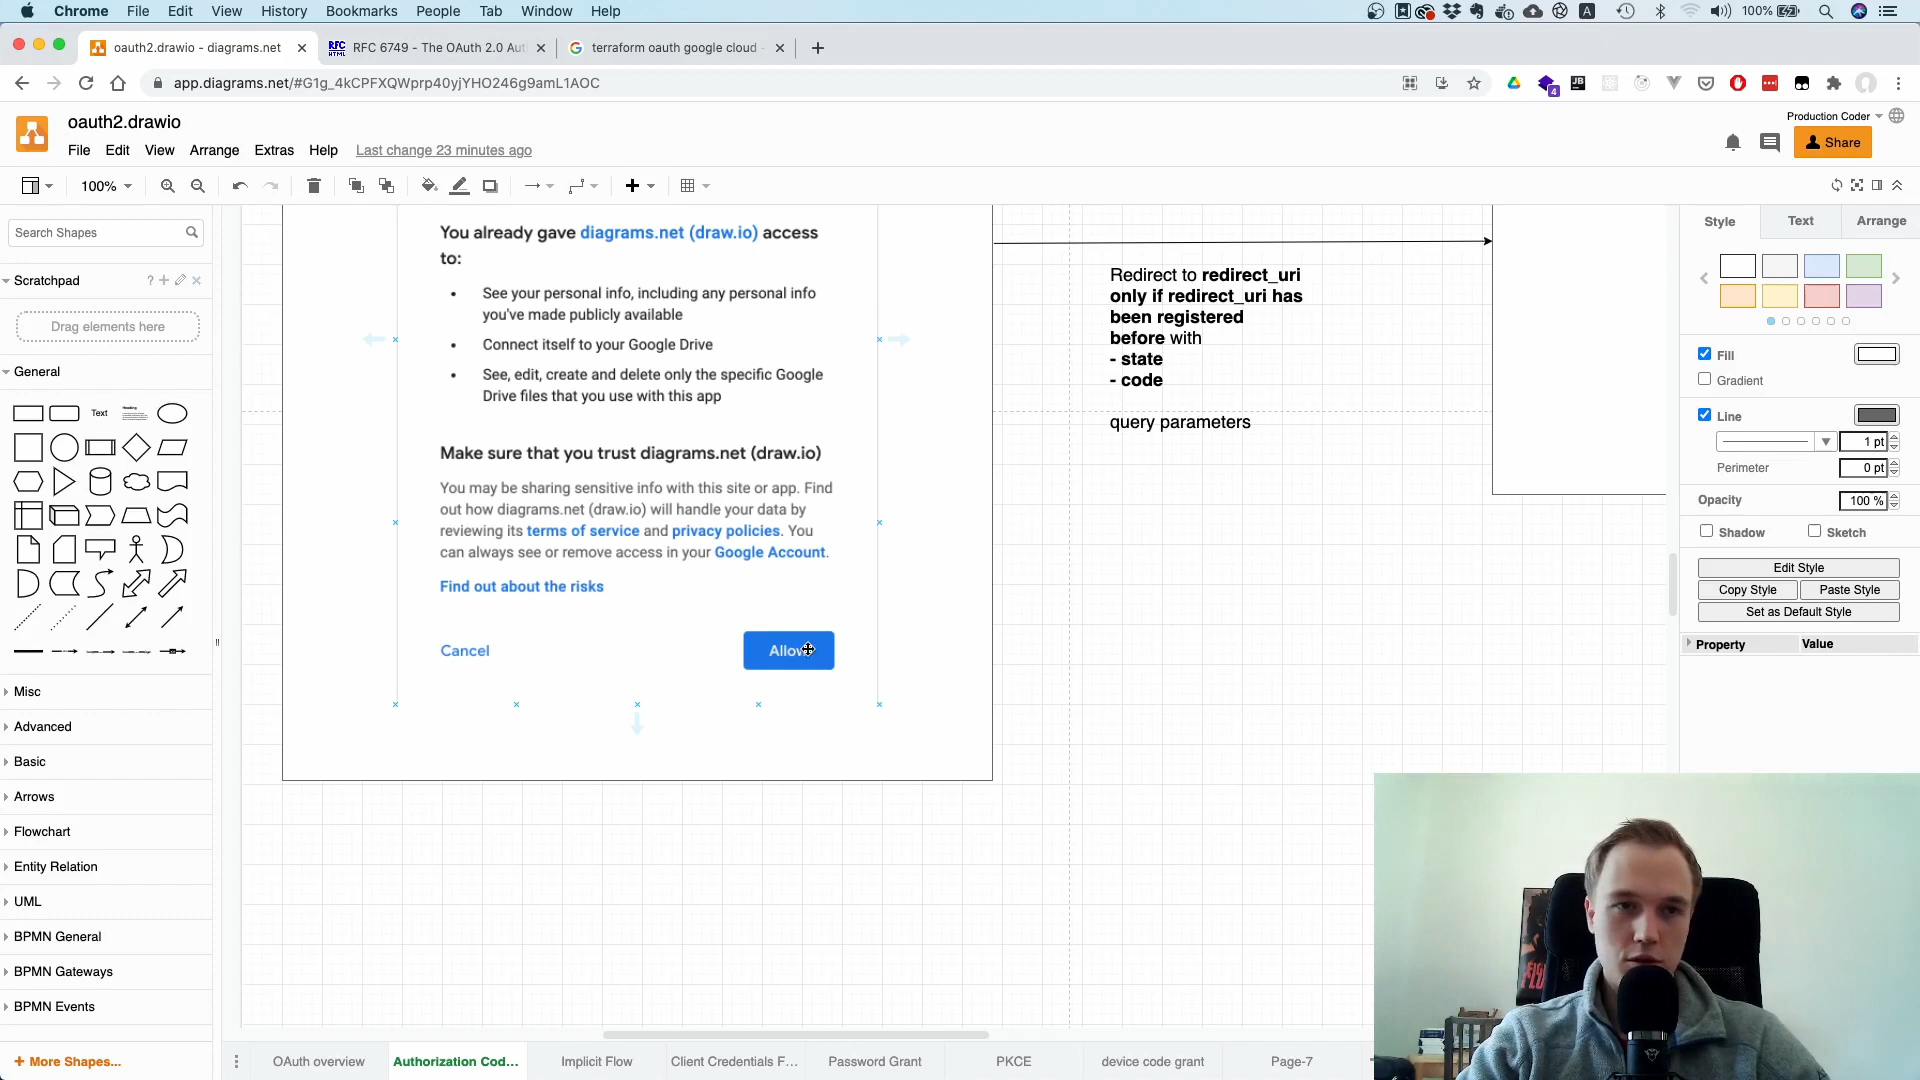 Chrome File Edit View History Bookmarks People Tab Window Help 100%
oauth2.drawio - diagrams.net
RFC 6749 - The OAuth 2.0 Aut
terraform oauth google cloud -
app.diagrams.net/#G1g_4kCPFXQWprp40yjYHO246g9amL1AOC
4
oauth2.drawio
Production Coder
File Edit View Arrange Extras Help Last change 23 minutes ago
Share
100%
Search Shapes
Scratchpad
?
Drag elements here
General
Text
Heading
Misc
Advanced
Basic
Arrows
Flowchart
Entity Relation
UML
BPMN General
BPMN Gateways
BPMN Events
+ More Shapes...
You already gave diagrams.net (draw.io) access
to:
• See your personal info, including any personal info
you've made publicly available
• Connect itself to your Google Drive
• See, edit, create and delete only the specific Google
Drive files that you use with this app
Make sure that you trust diagrams.net (draw.io)
You may be sharing sensitive info with this site or app. Find
out how diagrams.net (draw.io) will handle your data by
reviewing its terms of service and privacy policies. You
can always see or remove access in your Google Account.
Find out about the risks
Cancel
Allow
Redirect to redirect_uri
only if redirect_uri has
been registered
before with
- state
- code
query parameters
Style Text Arrange
Fill
Gradient
Line
1 pt
Perimeter 0 pt
Opacity 100 %
Shadow Sketch
Edit Style
Copy Style Paste Style
Set as Default Style
Property Value
OAuth overview Authorization Cod... Implicit Flow Client Credentials F... Password Grant PKCE device code grant Page-7